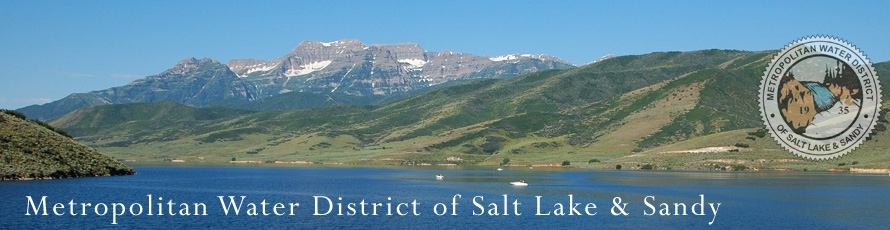 METROPOLITAN WATER DISTRICT
19 35
OF SALT LAKE & SANDY
Metropolitan Water District of Salt Lake & Sandy